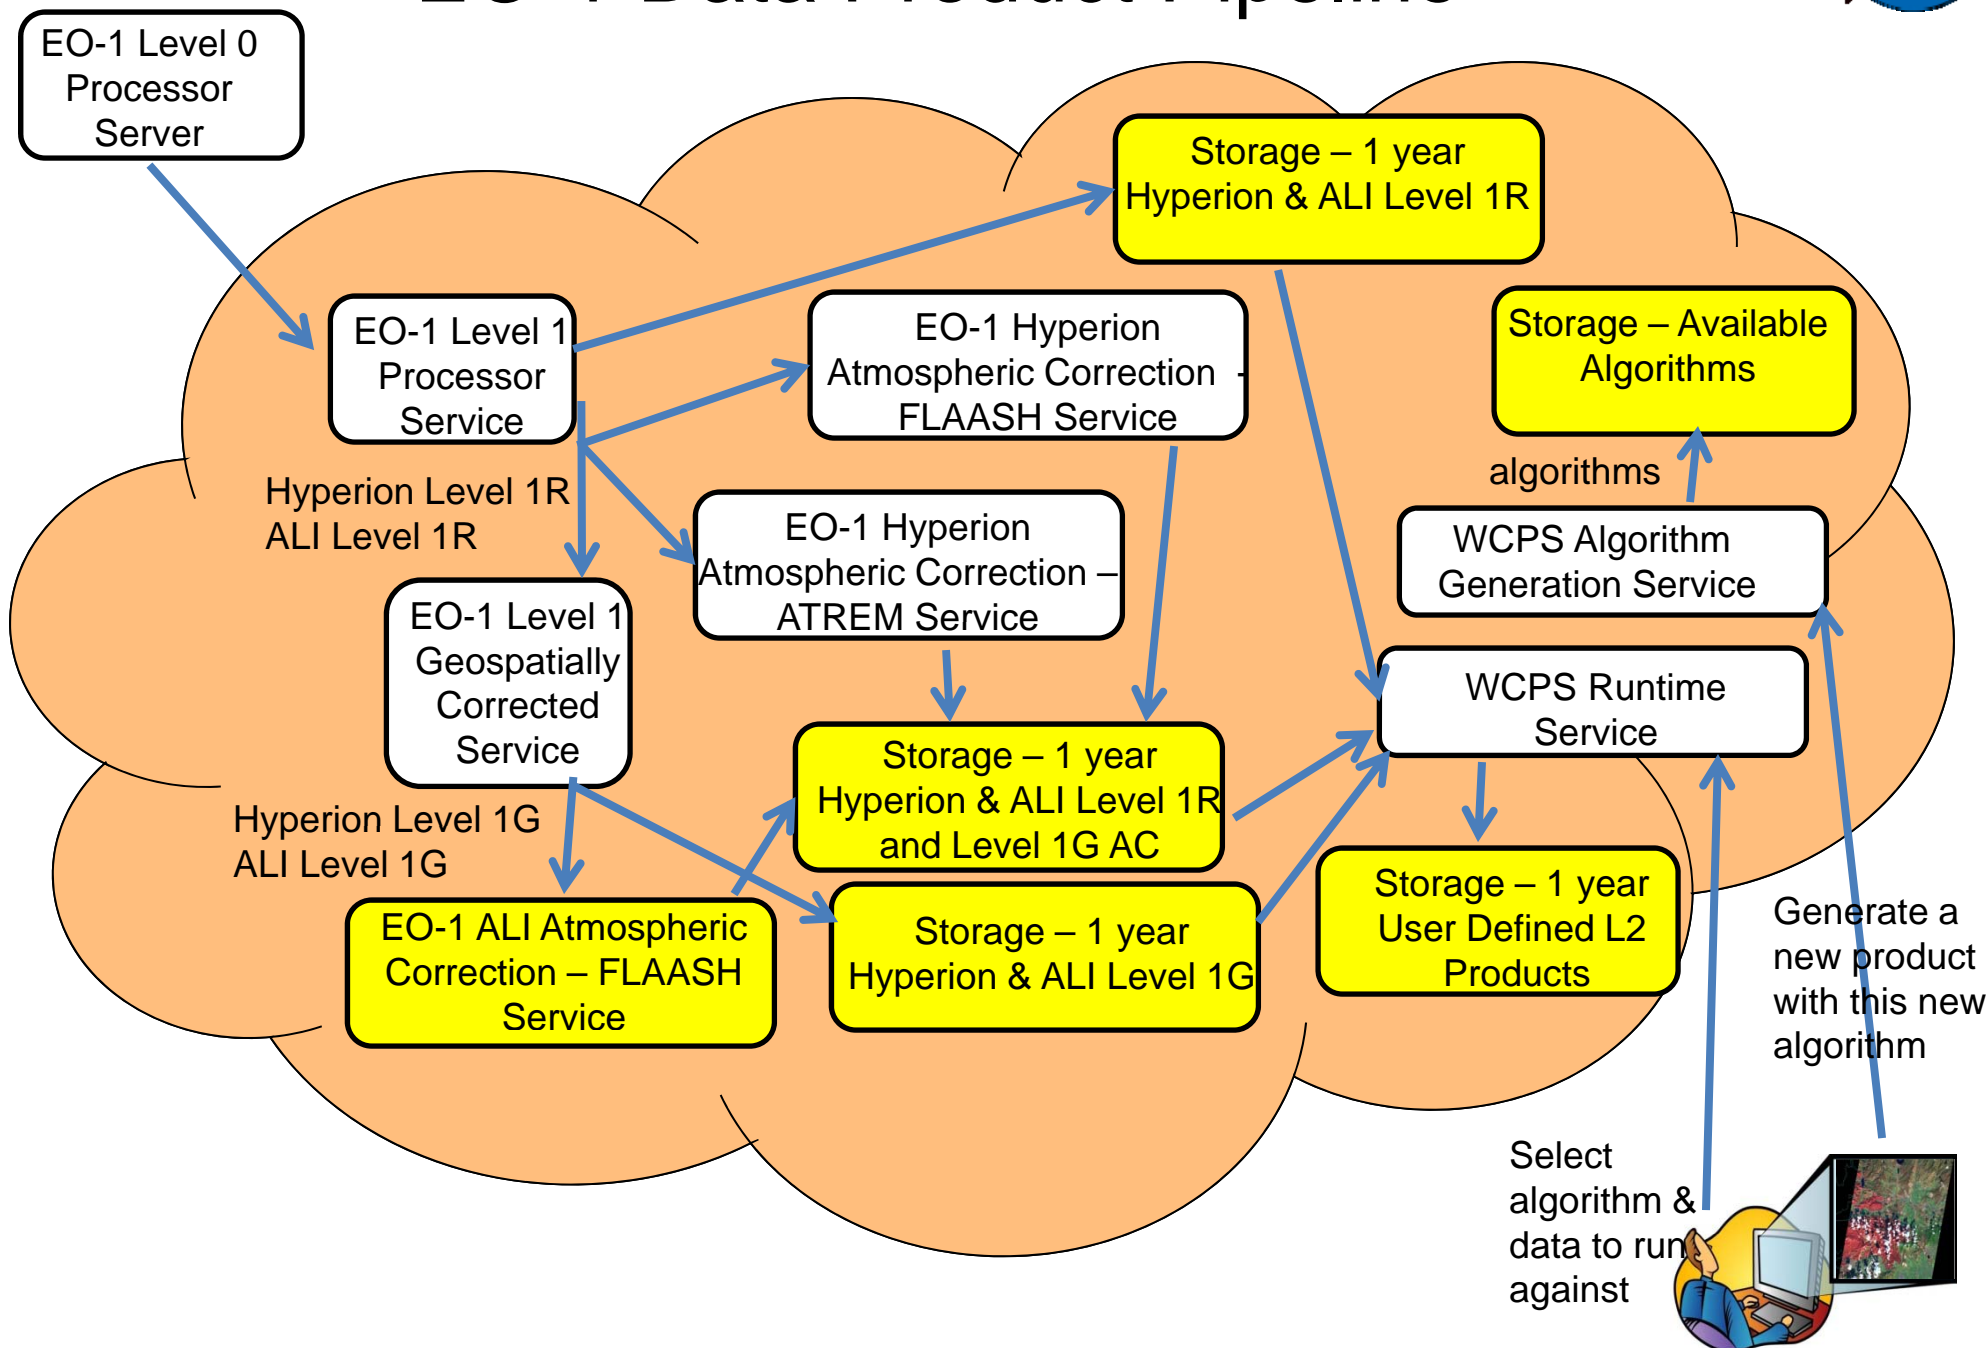 EO-1 Data Product Pipeline
EO-1 Level 0
Processor
Server
Storage – 1 year
Hyperion & ALI Level 1R
EO-1 Level 1
Processor
Service
EO-1 Hyperion
Atmospheric Correction -
FLAASH Service
Storage – Available
Algorithms
algorithms
Hyperion Level 1R
ALI Level 1R
EO-1 Hyperion
Atmospheric Correction –
ATREM Service
WCPS Algorithm
Generation Service
EO-1 Level 1
Geospatially
Corrected
Service
WCPS Runtime
Service
Storage – 1 year
Hyperion & ALI Level 1R
and Level 1G AC
Hyperion Level 1G
ALI Level 1G
EO-1 ALI Atmospheric
Correction – FLAASH
Service
Storage – 1 year
Hyperion & ALI Level 1G
Storage – 1 year
User Defined L2
Products
Generate a
new product
with this new
algorithm
Select
algorithm &
data to run
against